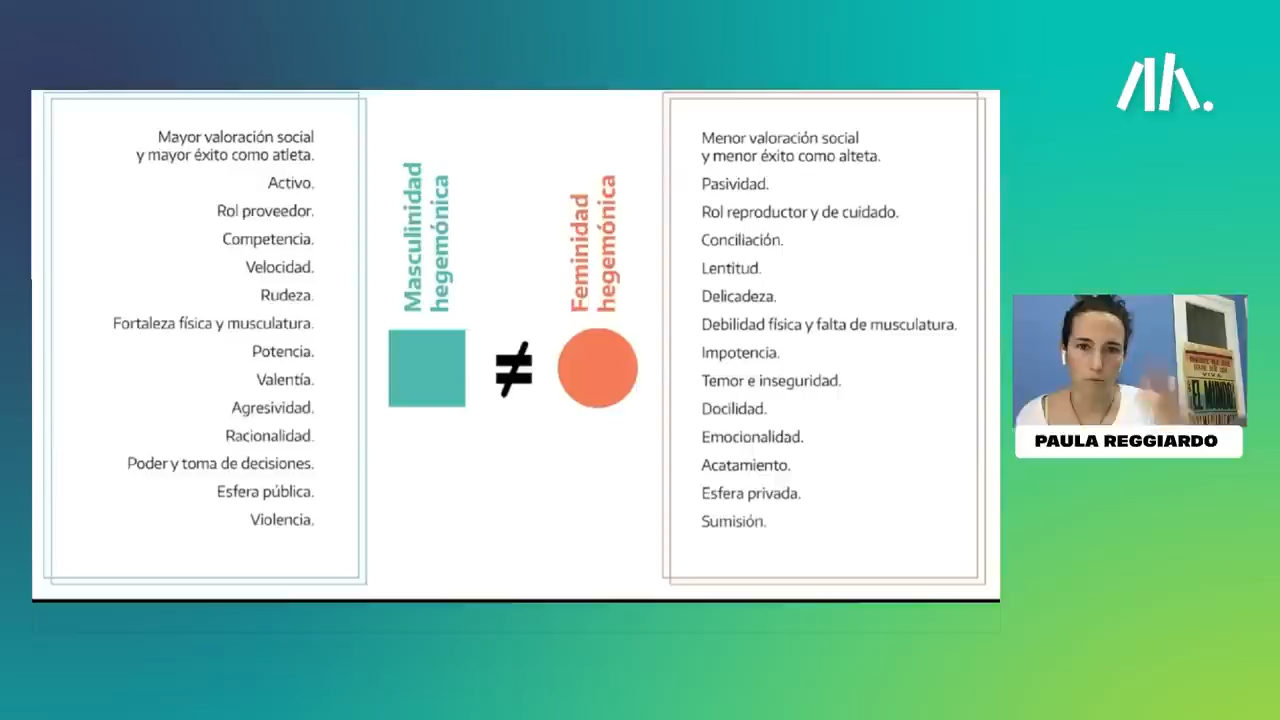 Mayor valoración social
y mayor éxito como atleta.
Activo.
Rol proveedor.
Competencia.
Velocidad.
Rudeza.
Fortaleza física y musculatura.
Potencia.
Valentía.
Agresividad.
Racionalidad.
Poder y toma de decisiones.
Esfera pública.
Violencia.
Masculinidad
hegemónica
≠
Feminidad
hegemónica
Menor valoración social
y menor éxito como alteta.
Pasividad.
Rol reproductor y de cuidado.
Conciliación.
Lentitud.
Delicadeza.
Debilidad física y falta de musculatura.
Impotencia.
Temor e inseguridad.
Docilidad.
Emocionalidad.
Acatamiento.
Esfera privada.
Sumisión.
VIVA
EL MUNDO
PAULA REGGIARDO